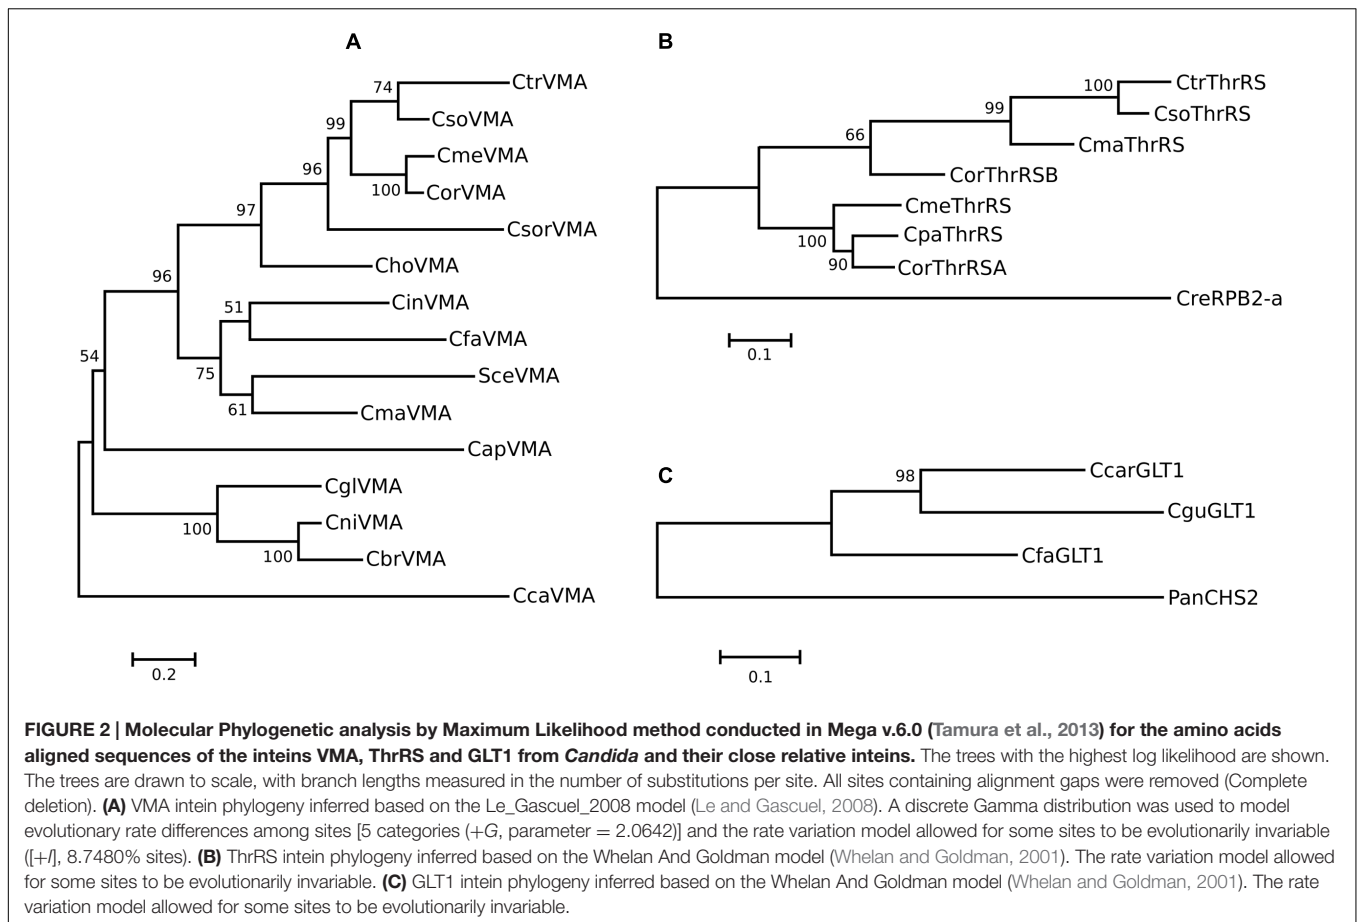 A
74
CtrVMA
CsoVMA
99
CmeVMA
96
100
CorVMA
97
CsorVMA
96
ChoVMA
51
CinVMA
CfaVMA
54
75
SceVMA
61
CmaVMA
CapVMA
CglVMA
100
CniVMA
100
CbrVMA
CcaVMA
0.2
B
100
CtrThrRS
99
CsoThrRS
66
CmaThrRS
CorThrRSB
CmeThrRS
100
CpaThrRS
90
CorThrRSA
CreRPB2-a
0.1
C
98
CcarGLT1
CguGLT1
CfaGLT1
PanCHS2
0.1
FIGURE 2 | Molecular Phylogenetic analysis by Maximum Likelihood method conducted in Mega v.6.0 (Tamura et al., 2013) for the amino acids
aligned sequences of the inteins VMA, ThrRS and GLT1 from Candida and their close relative inteins. The trees with the highest log likelihood are shown.
The trees are drawn to scale, with branch lengths measured in the number of substitutions per site. All sites containing alignment gaps were removed (Complete
deletion). (A) VMA intein phylogeny inferred based on the Le_Gascuel_2008 model (Le and Gascuel, 2008). A discrete Gamma distribution was used to model
evolutionary rate differences among sites [5 categories (+G, parameter = 2.0642)] and the rate variation model allowed for some sites to be evolutionarily invariable
([+I], 8.7480% sites). (B) ThrRS intein phylogeny inferred based on the Whelan And Goldman model (Whelan and Goldman, 2001). The rate variation model allowed
for some sites to be evolutionarily invariable. (C) GLT1 intein phylogeny inferred based on the Whelan And Goldman model (Whelan and Goldman, 2001). The rate
variation model allowed for some sites to be evolutionarily invariable.